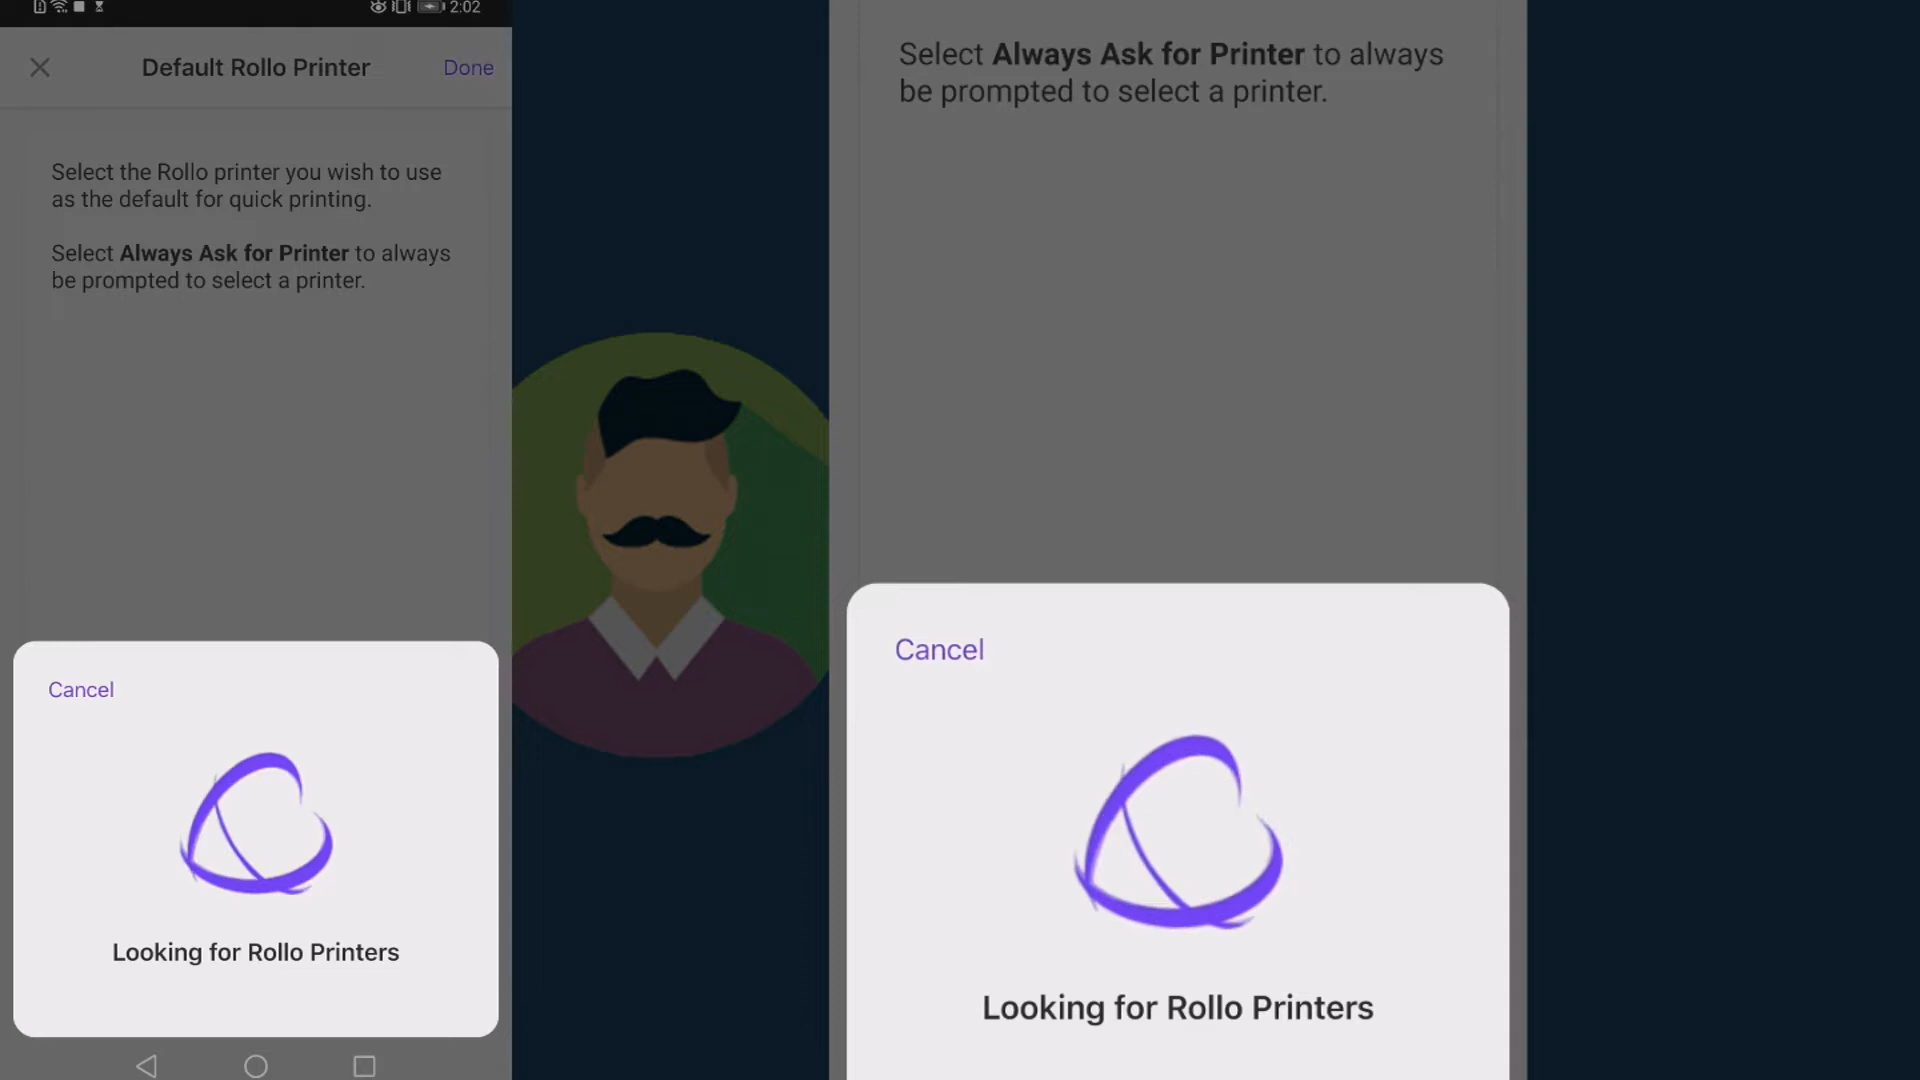 2:02
Default Rollo Printer
Done
Select the Rollo printer you wish to use
as the default for quick printing.
Select Always Ask for Printer to always
be prompted to select a printer.
Cancel
Looking for Rollo Printers
Select Always Ask for Printer to always
be prompted to select a printer.
Cancel
Looking for Rollo Printers